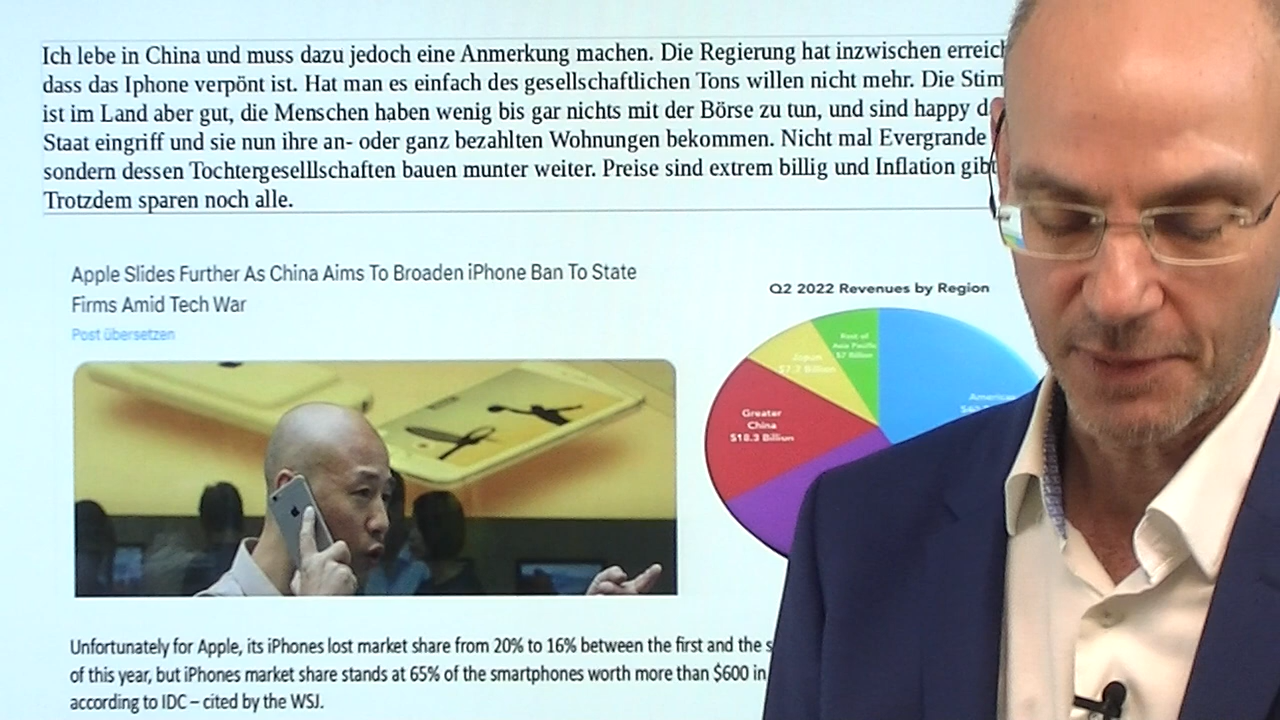 Ich lebe in China und muss dazu jedoch eine Anmerkung machen. Die Regierung hat inzwischen
dass das Iphone verpönt ist. Hat man es einfach des gesellschaftlichen Tons willen nicht mehr. Die
ist im Land aber gut, die Menschen haben wenig bis gar nichts mit der Börse zu tun, und sind happy
Staat eingriff und sie nun ihre an- oder ganz bezahlten Wohnungen bekommen. Nicht mal Evergrande
sondern dessen Tochtergeselllschaften bauen munter weiter. Preise sind extrem billig und Inflation
Trotzdem sparen noch alle.
Apple Slides Further As China Aims To Broaden iPhone Ban To State
Firms Amid Tech War
Post übersetzen
Q2 2022 Revenues by Region
Rest of
Asia Pacific
$7 Billion
Japan
$7.7 Billion
Greater
China
$18.3 Billion
Unfortunately for Apple, its iPhones lost market share from 20% to 16% between the first and the
of this year, but iPhones market share stands at 65% of the smartphones worth more than $600 in
according to IDC – cited by the WSJ.